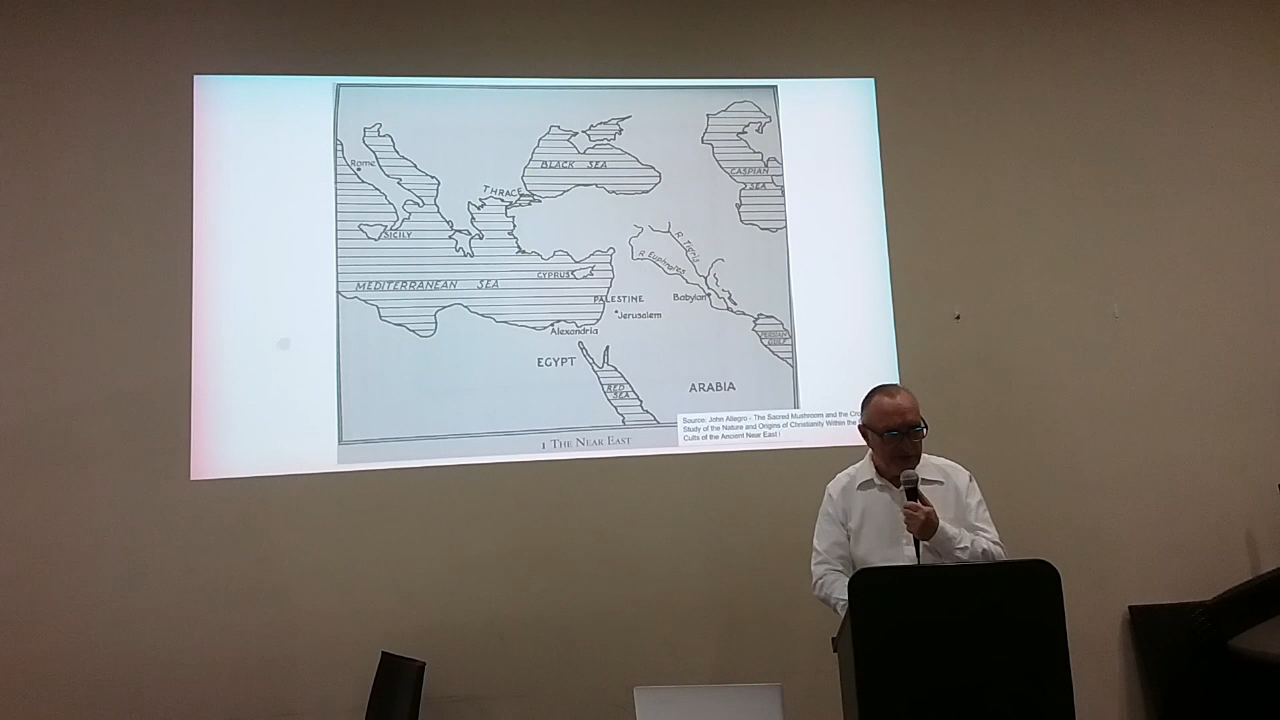 BLACK SEA
CASPIAN
SEA
Rome
THRACE
SICILY
R. Tigris
R. Euphrates
CYPRUS
MEDITERRANEAN SEA
PALESTINE
Babylon
Jerusalem
Alexandria
PERSIAN
GULF
EGYPT
RED
SEA
ARABIA
1 THE NEAR EAST
Source: John Allegro - The Sacred Mushroom and the
Study of the Nature and Origins of Christianity Within the
Cults of the Ancient Near East